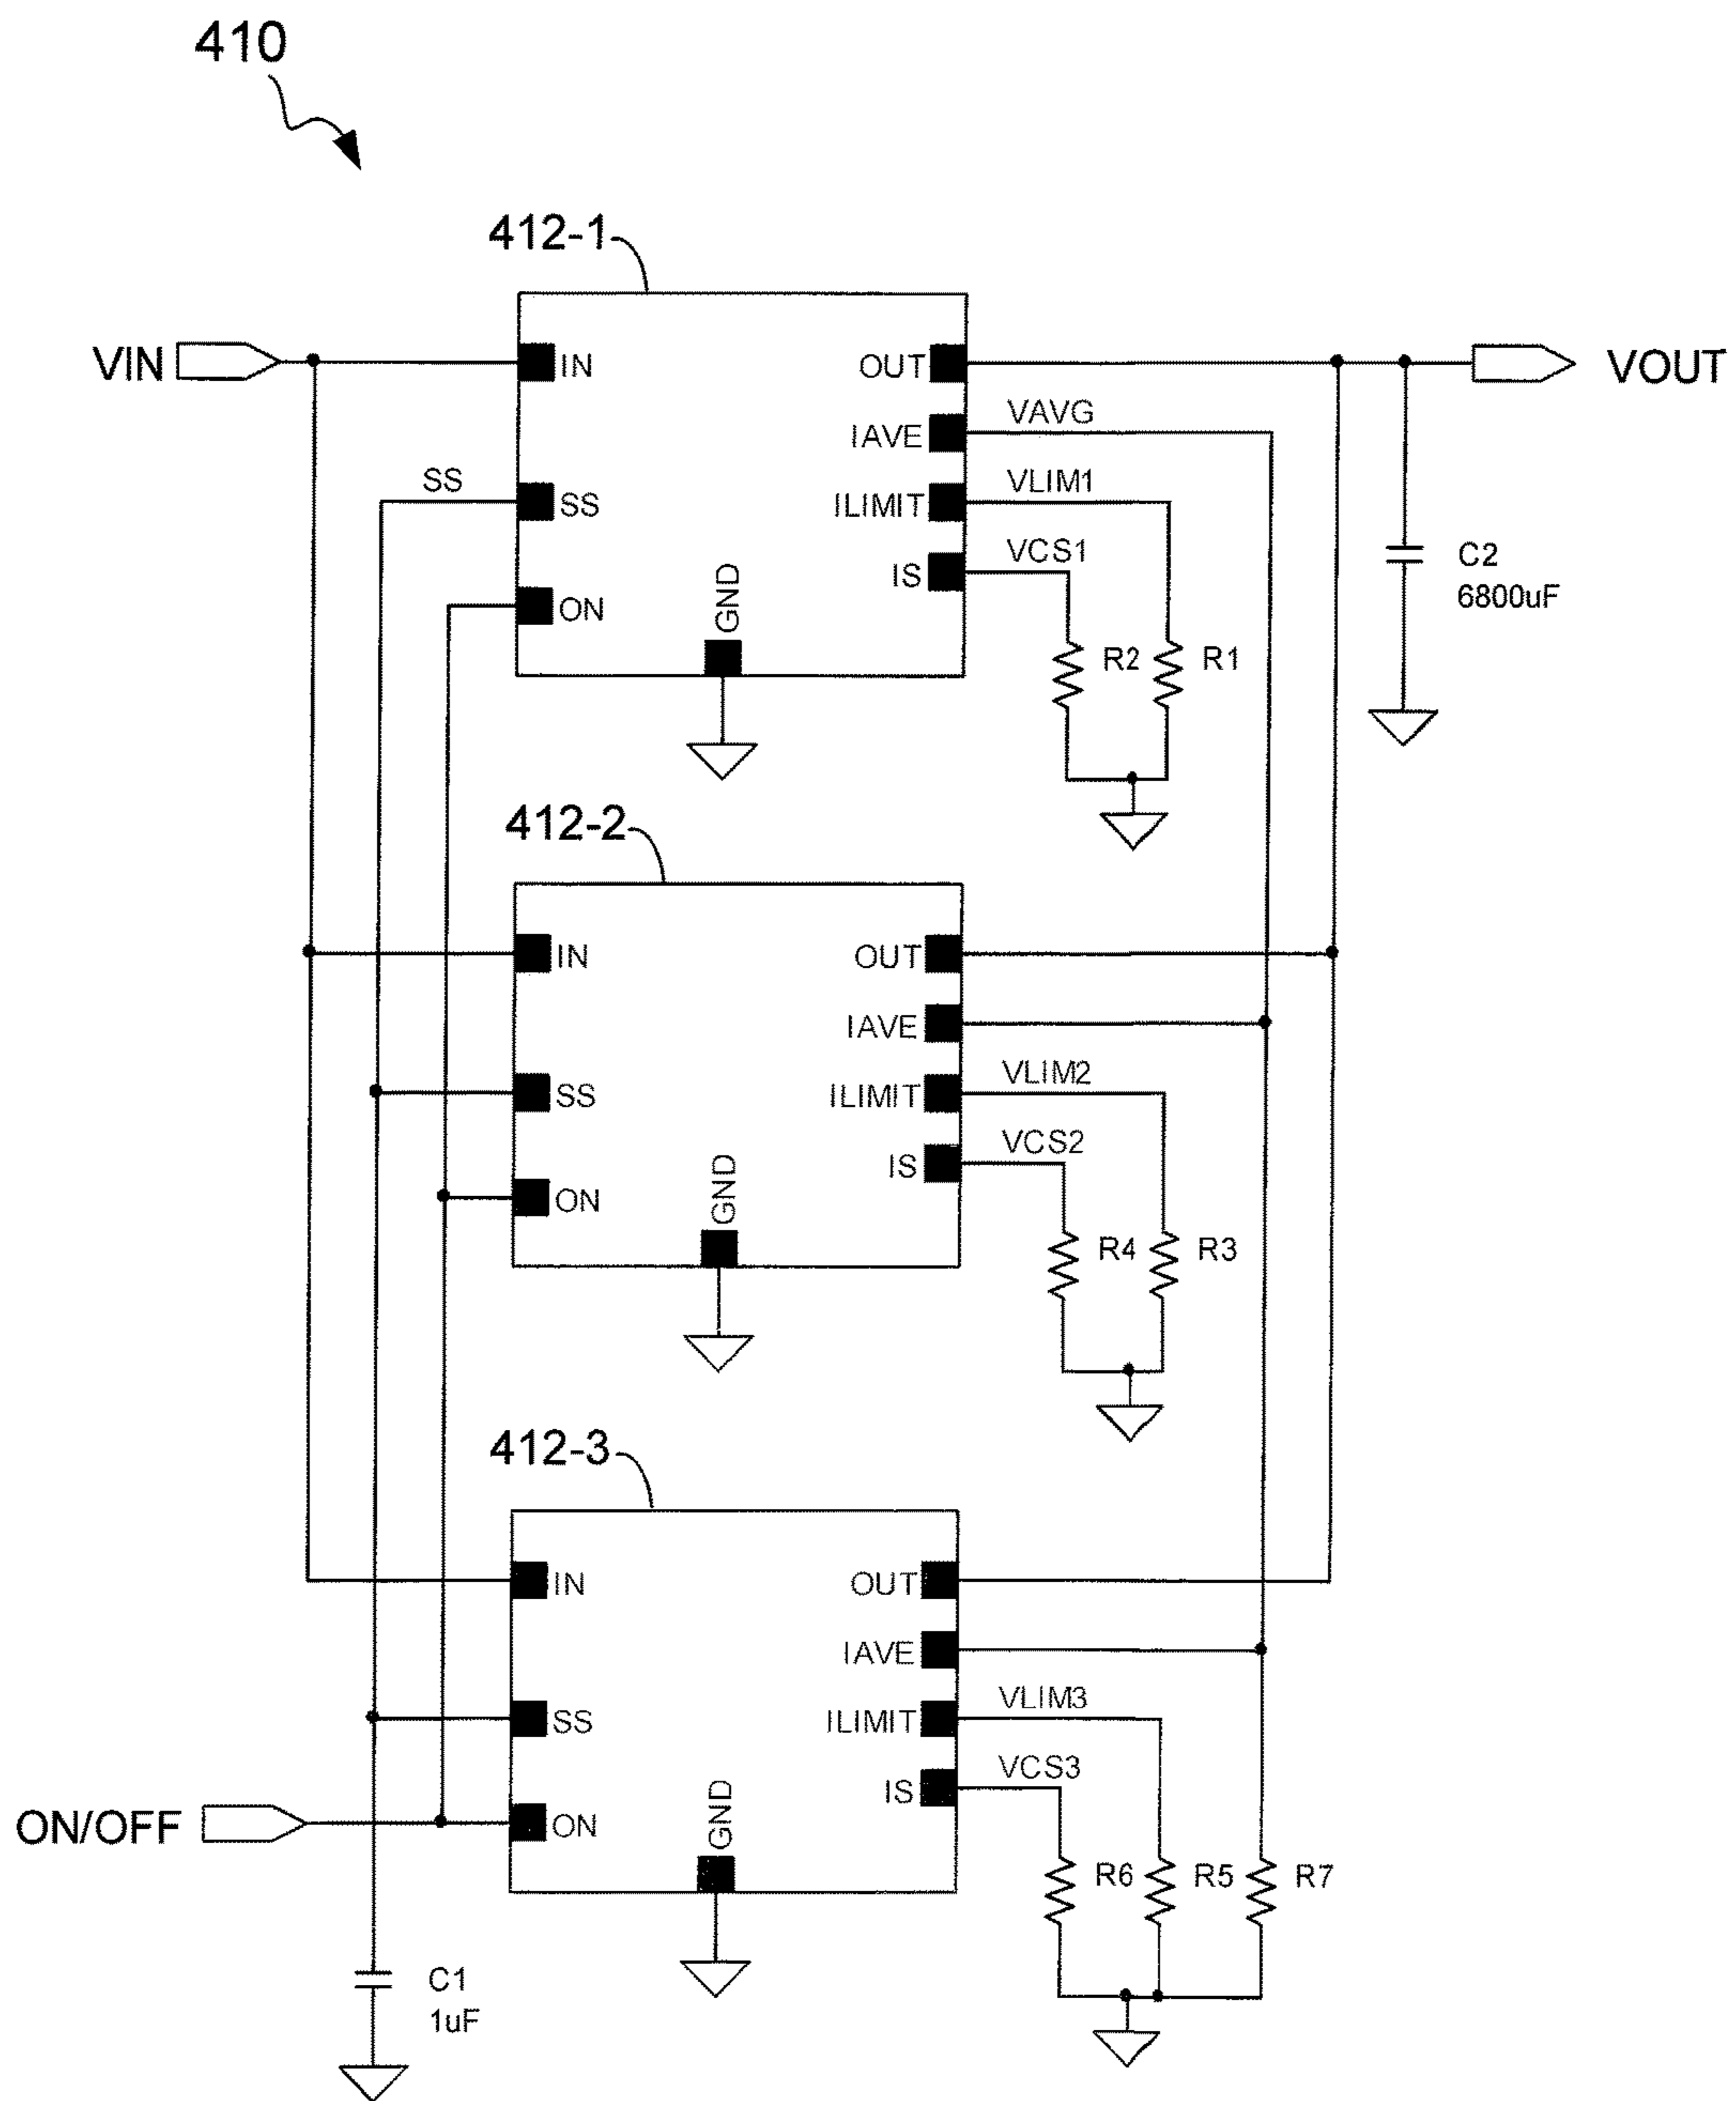 410
412-1
VIN
IN
OUT
VOUT
IAVE
VAVG
SS
SS
ILIMIT
VLIM1
IS
VCS1
C2
6800uF
ON
GND
R2
R1
412-2
IN
OUT
IAVE
SS
ILIMIT
VLIM2
IS
VCS2
ON
GND
R4
R3
412-3
IN
OUT
IAVE
SS
ILIMIT
VLIM3
IS
VCS3
ON/OFF
ON
GND
R6
R5
R7
C1
1uF